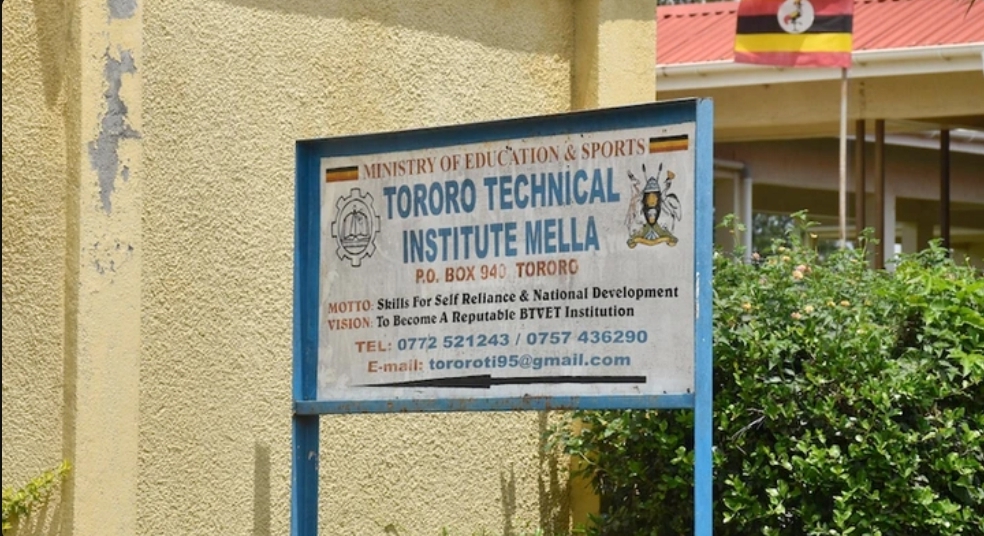 MINISTRY OF EDUCATION & SPORTS
TORORO TECHNICAL
INSTITUTE MELLA
P.O. BOX 940, TORORO
MOTTO: Skills For Self Reliance & National Development
VISION: To Become A Reputable BTVET Institution
TEL: 0772 521243 / 0757 436290
E-mail: tororoti95@gmail.com